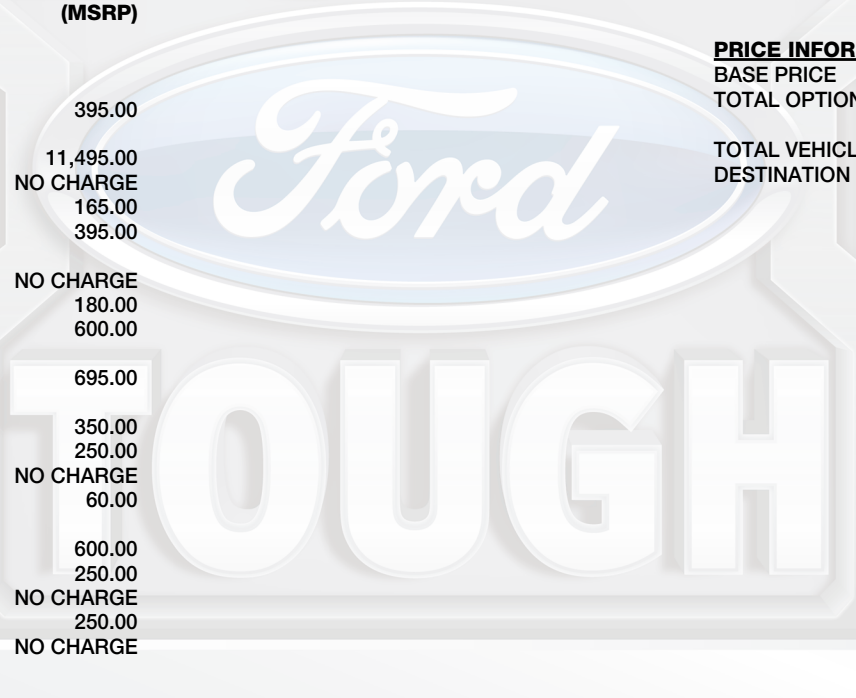 (MSRP)
395.00
11,495.00
NO CHARGE
165.00
395.00
NO CHARGE
180.00
600.00
695.00
350.00
250.00
NO CHARGE
60.00
600.00
250.00
NO CHARGE
250.00
NO CHARGE
PRICE INFOR
BASE PRICE
TOTAL OPTION
TOTAL VEHICL
DESTINATION
Ford
TOUGH